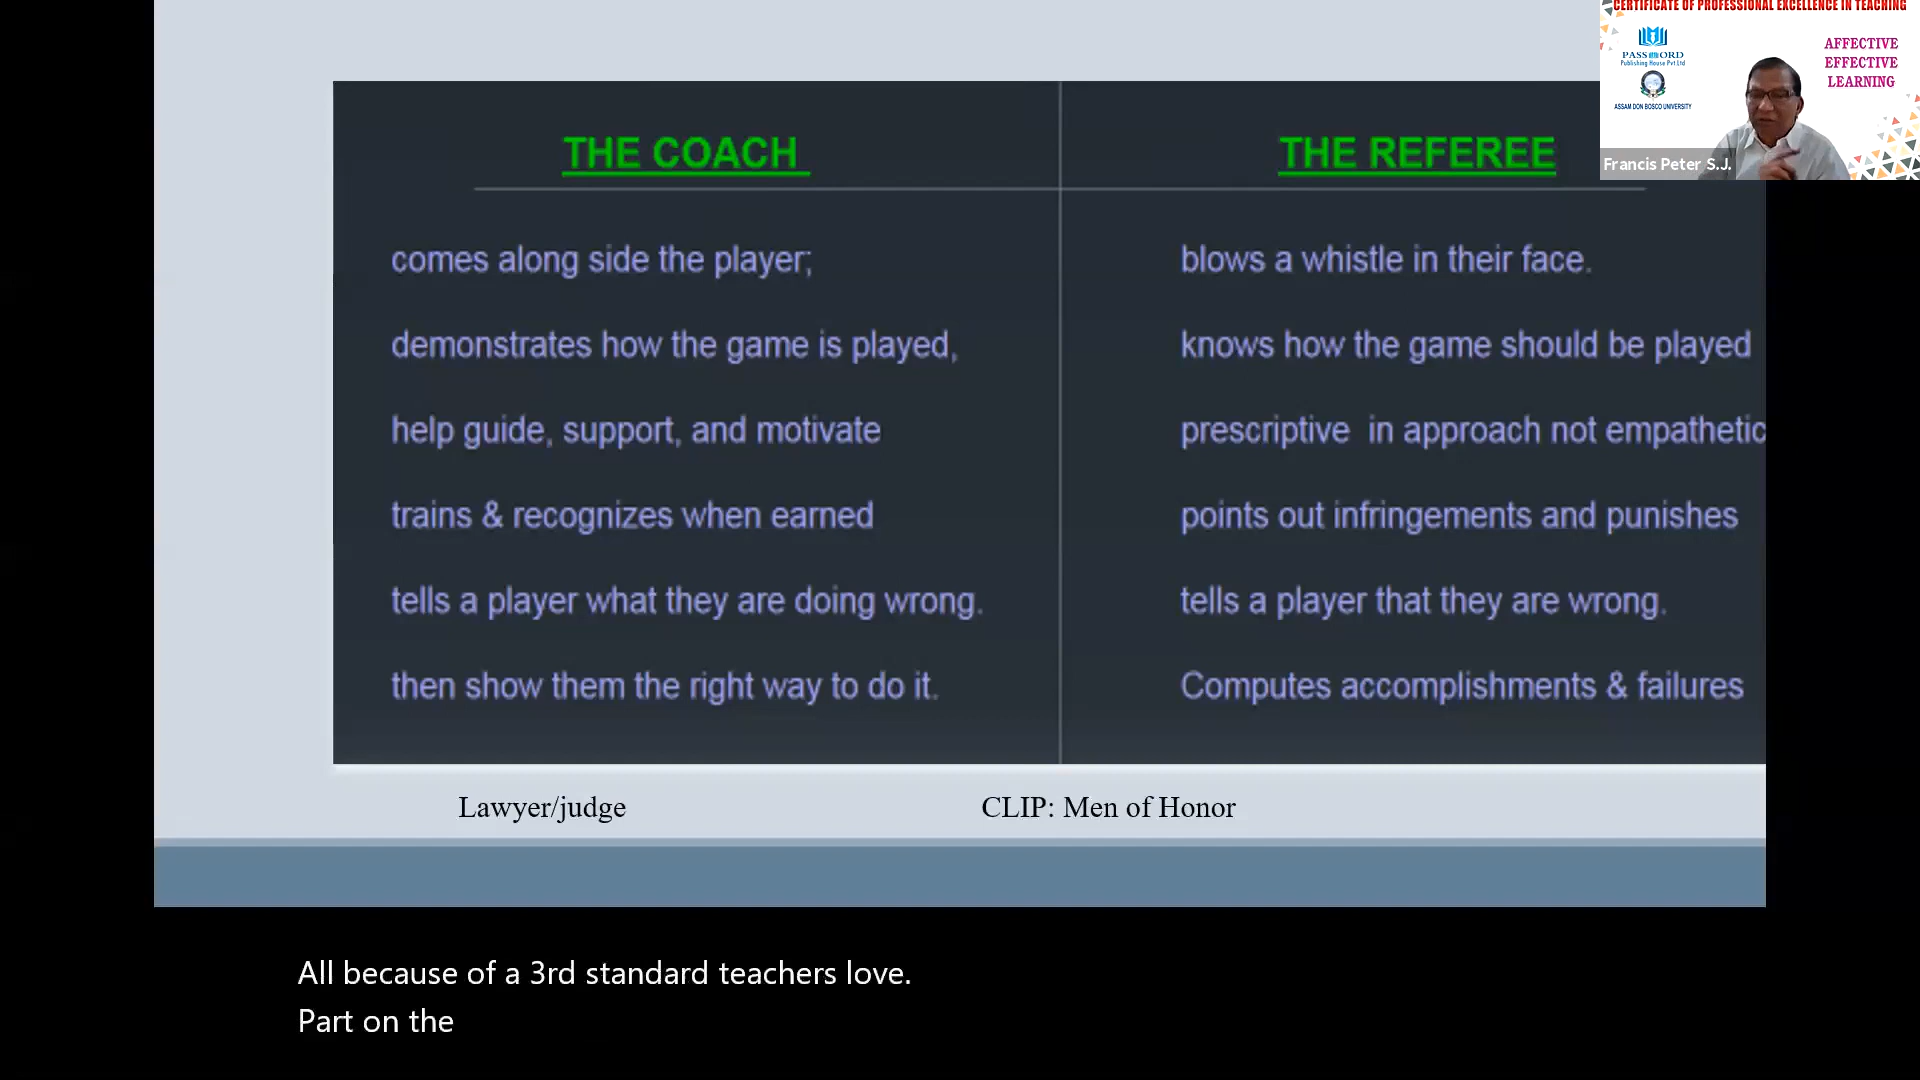 CERTIFICATE OF PROFESSIONAL EXCELLENCE IN TEACHING
PASSWORD
Publishing House Pvt Ltd
ASSAM DON BOSCO UNIVERSITY
AFFECTIVE
EFFECTIVE
LEARNING
Francis Peter S.J.
THE COACH
comes along side the player;
demonstrates how the game is played,
help guide, support, and motivate
trains & recognizes when earned
tells a player what they are doing wrong.
then show them the right way to do it.
THE REFEREE
blows a whistle in their face.
knows how the game should be played
prescriptive in approach not empathetic
points out infringements and punishes
tells a player that they are wrong.
Computes accomplishments & failures
Lawyer/judge
CLIP: Men of Honor
All because of a 3rd standard teachers love.
Part on the